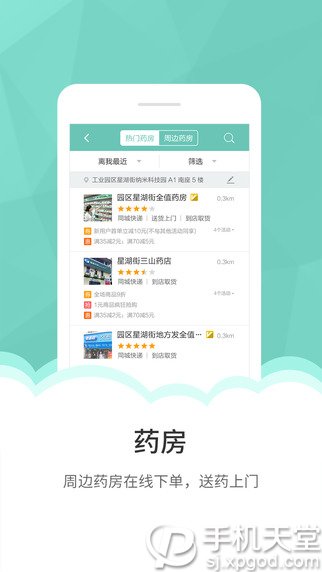 热门药房 周边药房
离我最近 筛选
工业园区星湖街纳米科技园 A1 南座 5 楼
园区星湖街全值药房 0.3km
同城快递 | 送货上门 | 到店取货
新用户首单立减10元(不与其他活动同享) 4个活动
满35减2元；满70减5元
星湖街三山药店 0.3km
同城快递 | 到店取货
全场商品9折 4个活动
1元商品疯狂抢购
满35减2元；满70减5元
园区星湖街地方发全值… 0.3km
同城快递 | 到店取货
药房
周边药房在线下单，送药上门
手机天堂
sj.xpgod.com